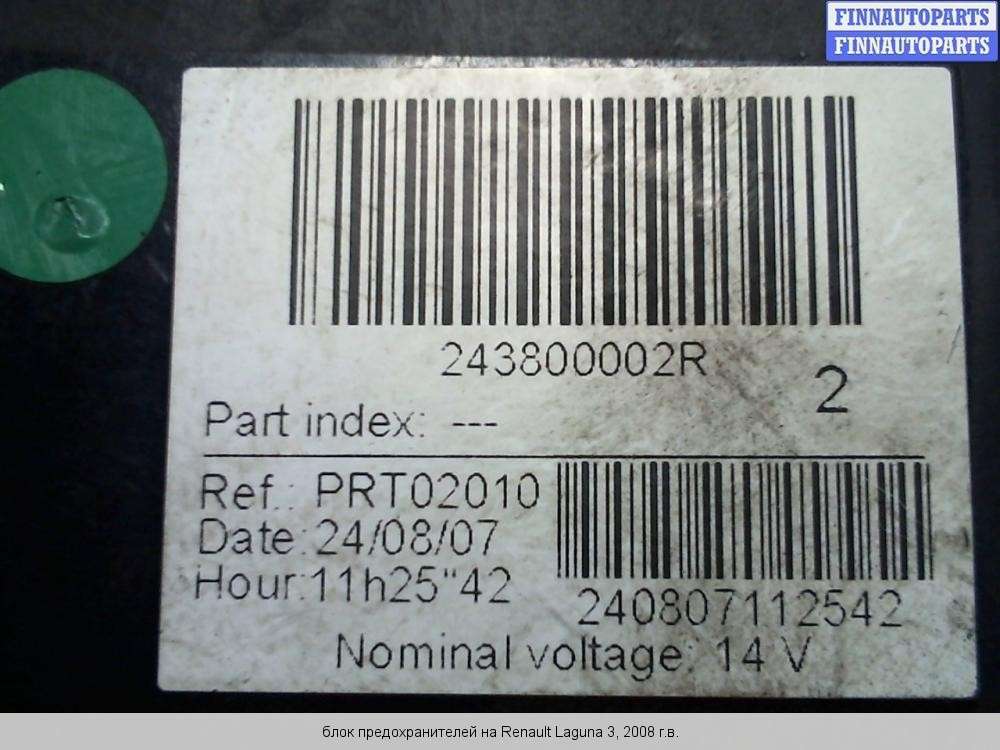 FINNAUTOPARTS
FINNAUTOPARTS
243800002R
2
Part index: ---
Ref.: PRT02010
Date: 24/08/07
Hour:11h25"42
240807112542
Nominal voltage: 14 V
блок предохранителей на Renault Laguna 3, 2008 г.в.